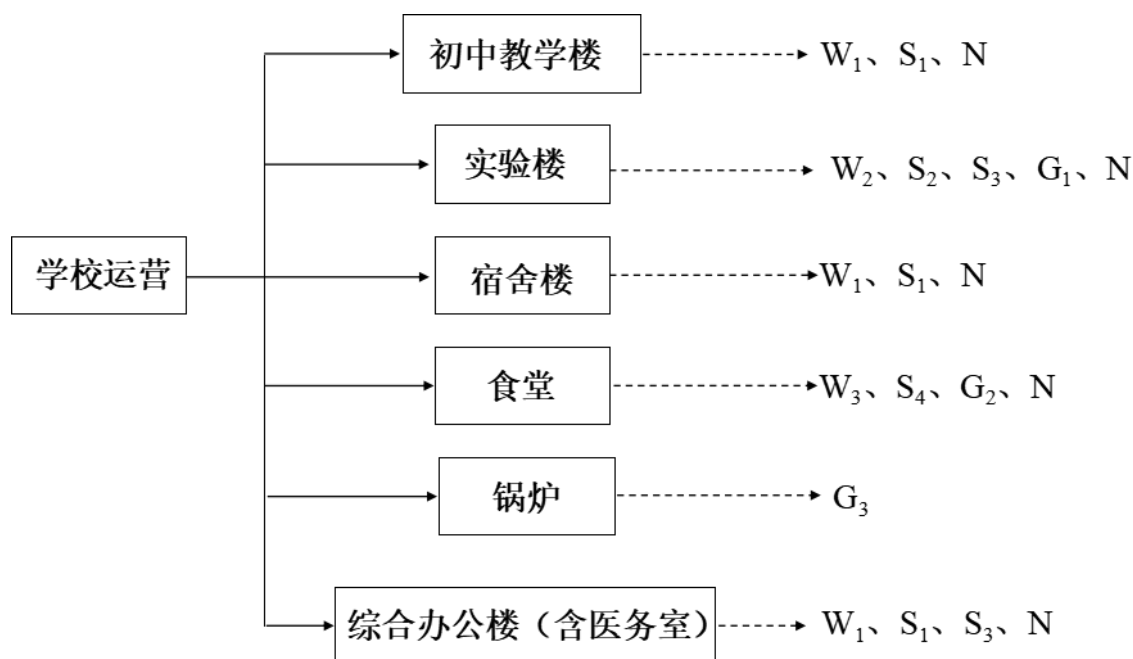 初中教学楼
W₁、S₁、N
实验楼
W₂、S₂、S₃、G₁、N
学校运营
宿舍楼
W₁、S₁、N
食堂
W₃、S₄、G₂、N
锅炉
G₃
综合办公楼（含医务室）
W₁、S₁、S₃、N